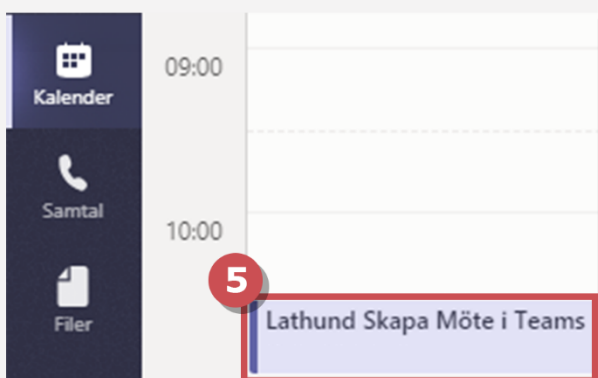 Kalender
Samtal
Filer
09:00
10:00
5
Lathund Skapa Möte i Teams